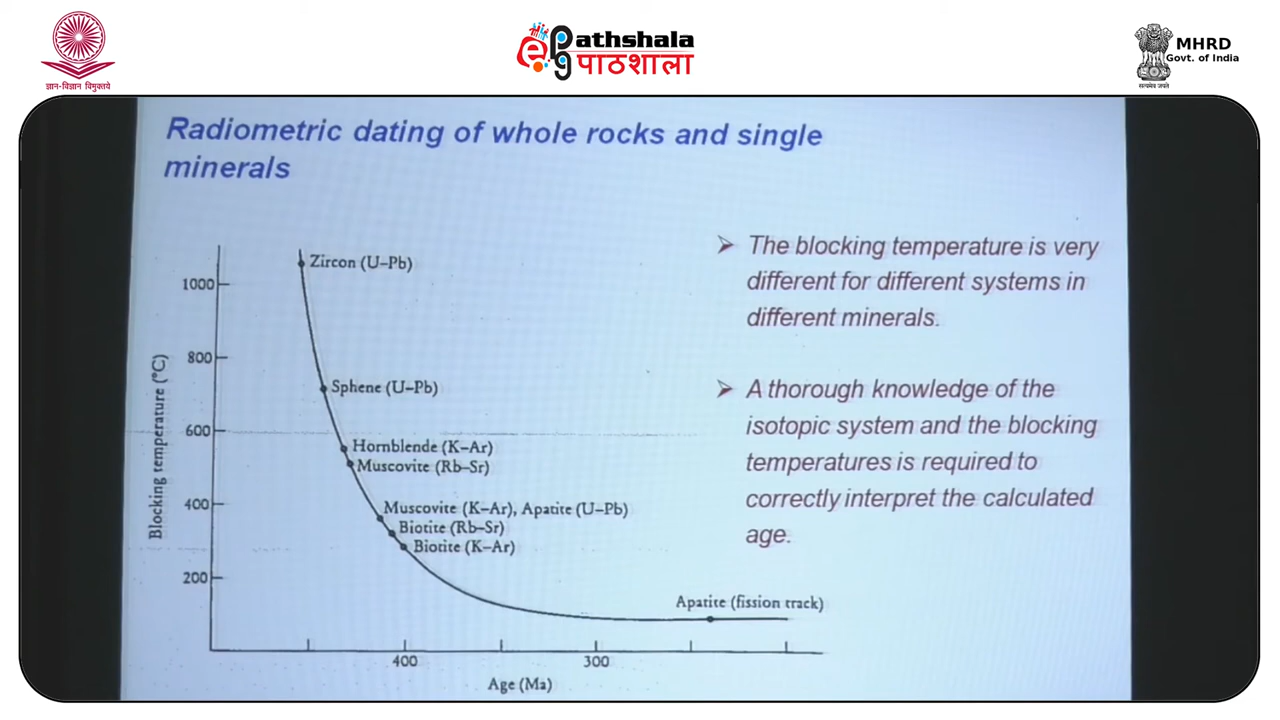 ज्ञान-विज्ञान विमुक्तये
epg
Pathshala
पाठशाला
सत्यमेव जयते
MHRD
Govt. of India
Radiometric dating of whole rocks and single
minerals
Blocking temperature (°C)
1000
800
600
400
200
Zircon (U–Pb)
Sphene (U–Pb)
Hornblende (K–Ar)
Muscovite (Rb–Sr)
Muscovite (K–Ar), Apatite (U–Pb)
Biotite (Rb–Sr)
Biotite (K–Ar)
Apatite (fission track)
400
300
Age (Ma)
➢ The blocking temperature is very
different for different systems in
different minerals.
➢ A thorough knowledge of the
isotopic system and the blocking
temperatures is required to
correctly interpret the calculated
age.